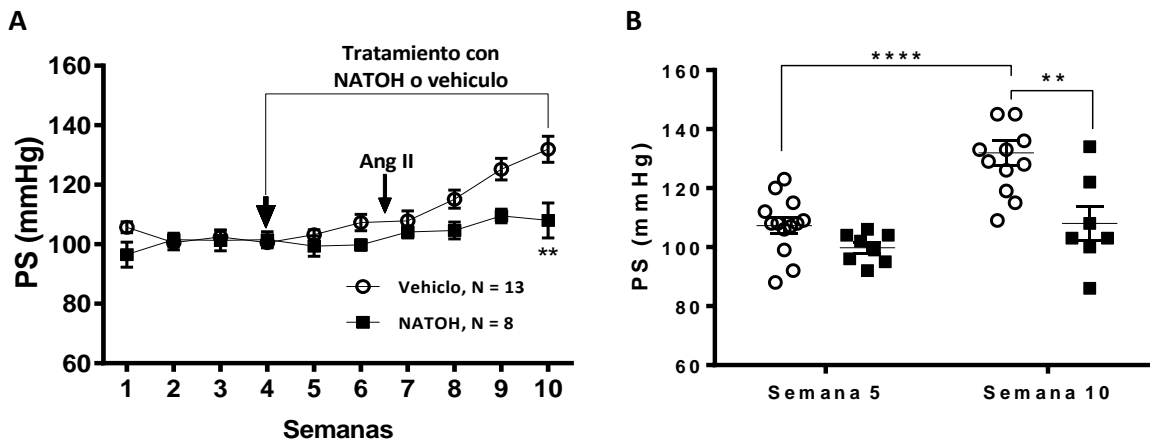 A
Tratamiento con
NATOH o vehiculo
Ang II
PS (mmHg)
160
140
120
100
80
60
**
Vehiclo, N = 13
NATOH, N = 8
1 2 3 4 5 6 7 8 9 10
Semanas
B
****
**
PS (mmHg)
160
140
120
100
80
60
Semana 5 Semana 10